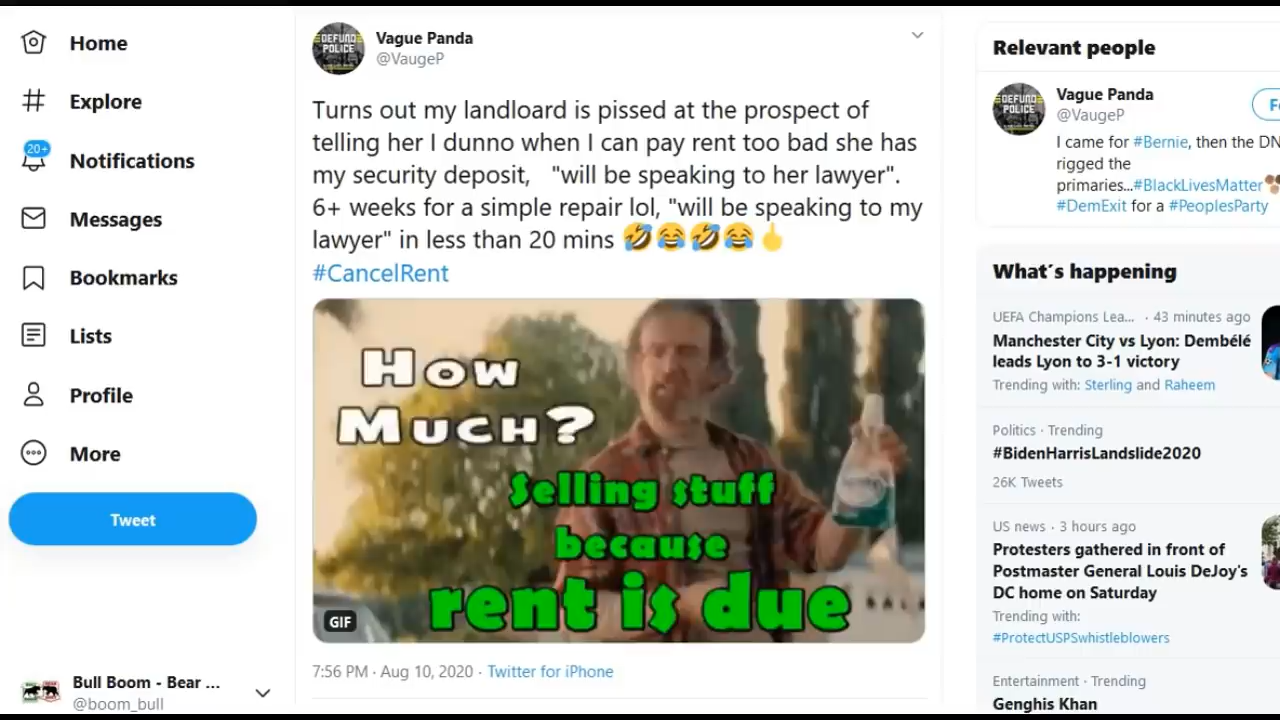 Home
Explore
20+
Notifications
Messages
Bookmarks
Lists
Profile
More
Tweet
Bull Boom - Bear ...
@boom_bull
DEFUND
POLICE
Vague Panda
@VaugeP
Turns out my landloard is pissed at the prospect of
telling her I dunno when I can pay rent too bad she has
my security deposit, "will be speaking to her lawyer".
6+ weeks for a simple repair lol, "will be speaking to my
lawyer" in less than 20 mins 🤣😂🤣😂🖕
#CancelRent
How
Much?
Selling stuff
because
rent is due
GIF
7:56 PM · Aug 10, 2020 · Twitter for iPhone
Relevant people
DEFUND
POLICE
Vague Panda
@VaugeP
I came for #Bernie, then the DN
rigged the
primaries...#BlackLivesMatter
#DemExit for a #PeoplesParty
What´s happening
UEFA Champions Lea... · 43 minutes ago
Manchester City vs Lyon: Dembélé
leads Lyon to 3-1 victory
Trending with: Sterling and Raheem
Politics · Trending
#BidenHarrisLandslide2020
26K Tweets
US news · 3 hours ago
Protesters gathered in front of
Postmaster General Louis DeJoy's
DC home on Saturday
Trending with:
#ProtectUSPSwhistleblowers
Entertainment · Trending
Genghis Khan